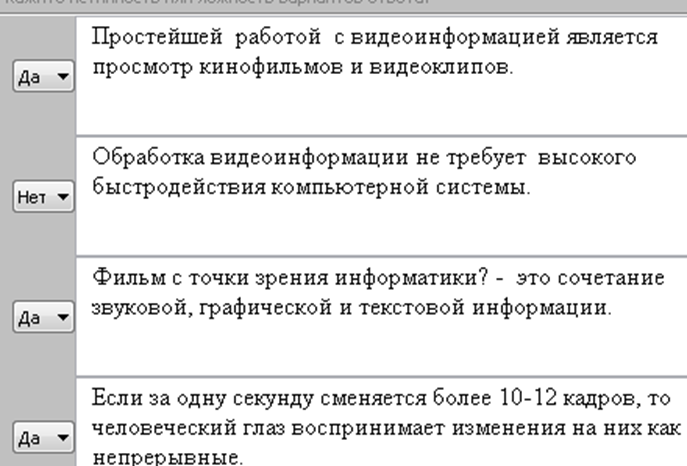 Простейшей работой с видеоинформацией является
просмотр кинофильмов и видеоклипов.
Да
Обработка видеоинформации не требует высокого
быстродействия компьютерной системы.
Нет
Фильм с точки зрения информатики? - это сочетание
звуковой, графической и текстовой информации.
Да
Если за одну секунду сменяется более 10-12 кадров, то
человеческий глаз воспринимает изменения на них как
непрерывные.
Да